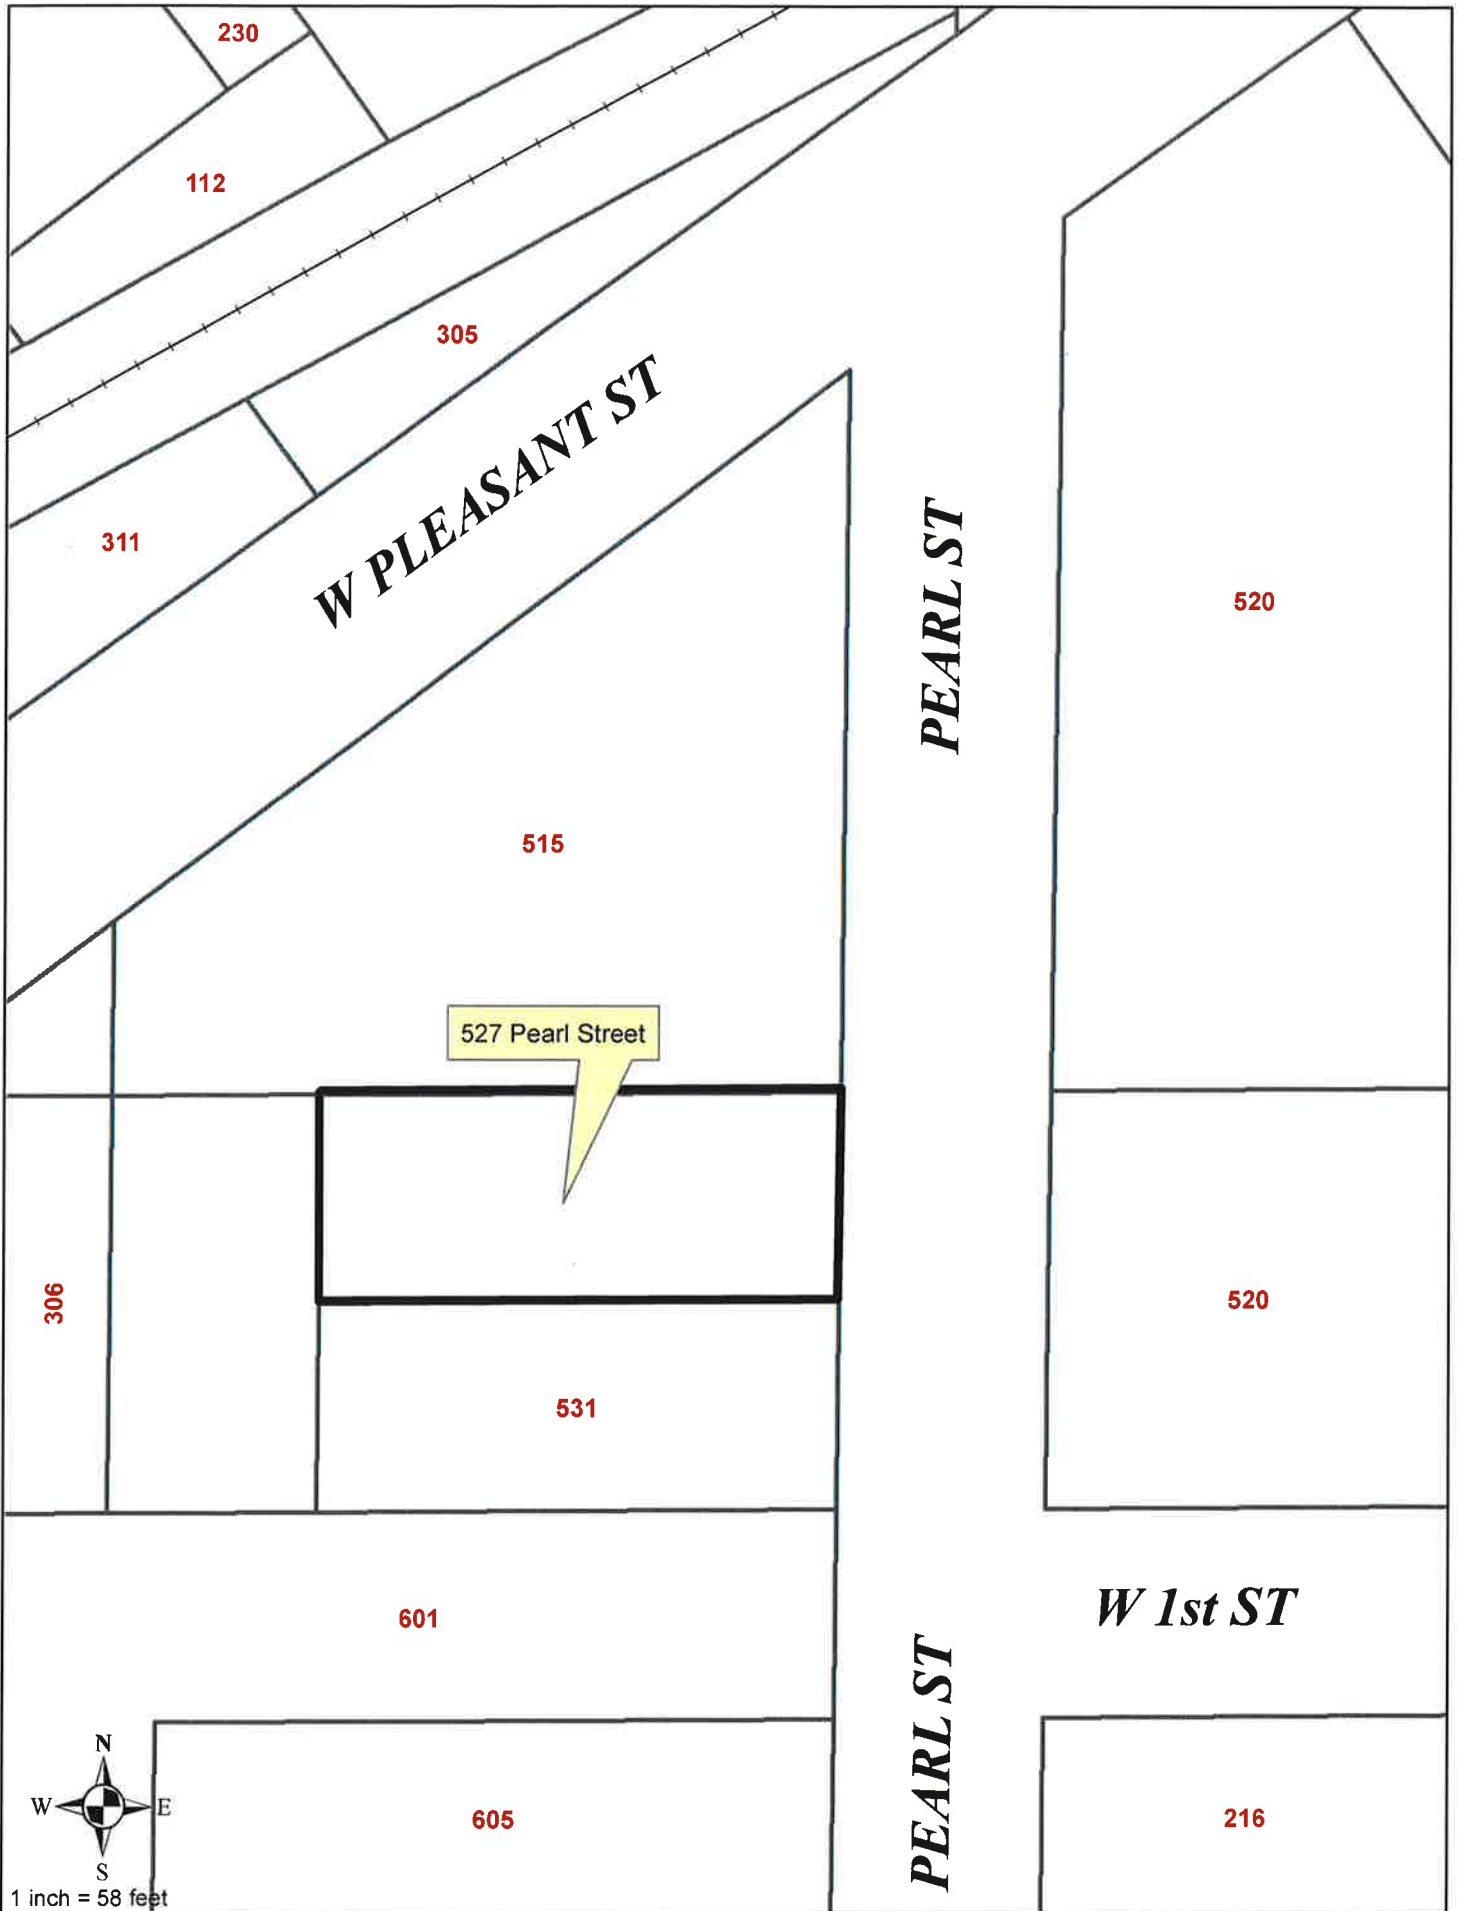 230
112
305
W PLEASANT ST
311
PEARL ST
520
515
527 Pearl Street
306
520
531
W 1st ST
601
PEARL ST
N
W E
S
605
216
1 inch = 58 feet